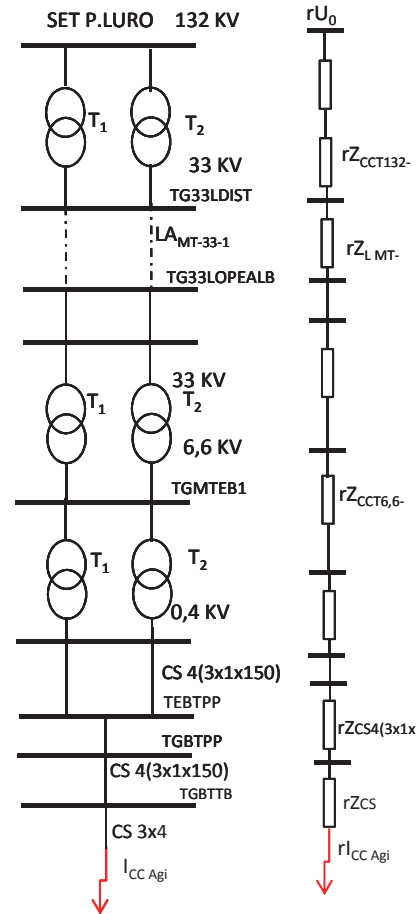 SET P.LURO 132 KV
rU0
T1
T2
rZCCT132-
33 KV
TG33LDIST
LAMT-33-1
rZL MT-
TG33LOPEALB
33 KV
T1
T2
6,6 KV
TGMTEB1
rZCCT6,6-
T1
T2
0,4 KV
CS 4(3x1x150)
TEBTPP
rZCS4(3x1x
TGBTPP
CS 4(3x1x150)
TGBTTB
rZCS
CS 3x4
ICC Agi
rICC Agi